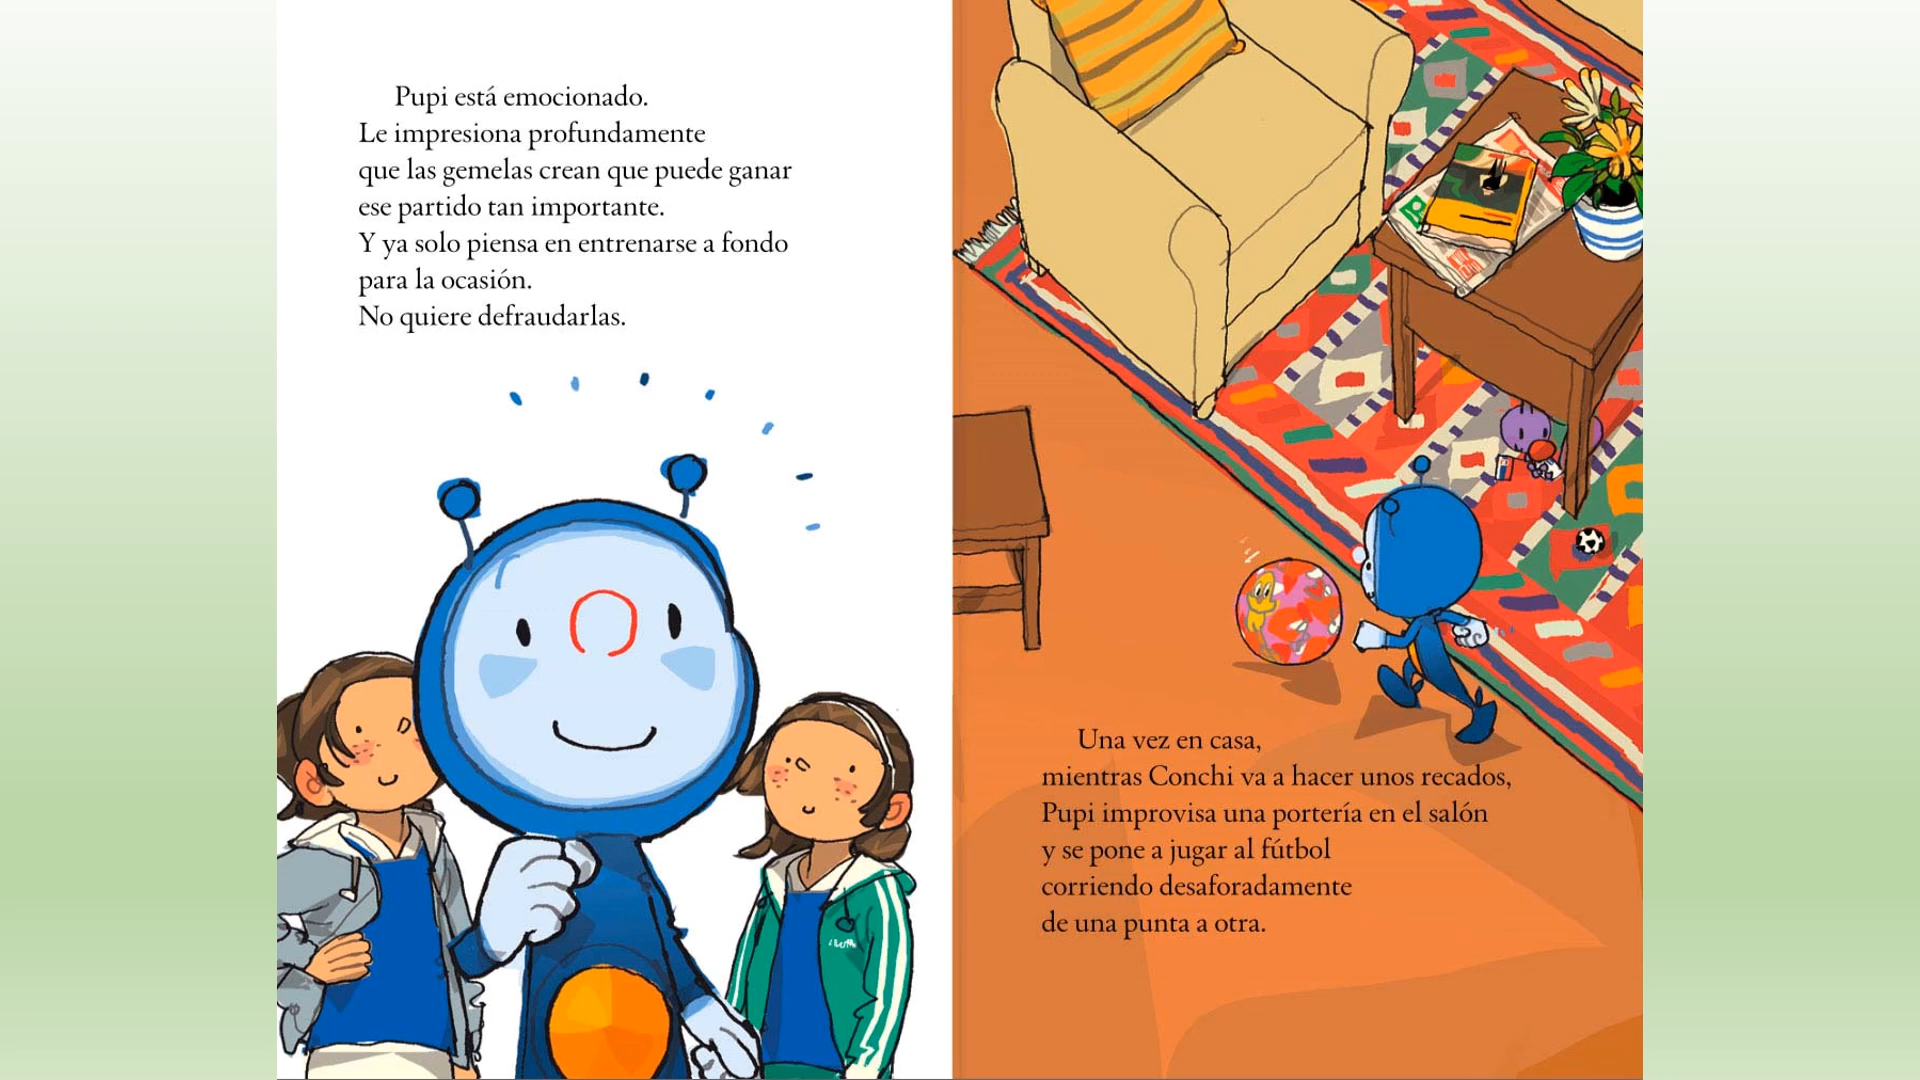 Pupi está emocionado.
Le impresiona profundamente
que las gemelas crean que puede ganar
ese partido tan importante.
Y ya solo piensa en entrenarse a fondo
para la ocasión.
No quiere defraudarlas.
Una vez en casa,
mientras Conchi va a hacer unos recados,
Pupi improvisa una portería en el salón
y se pone a jugar al fútbol
corriendo desaforadamente
de una punta a otra.